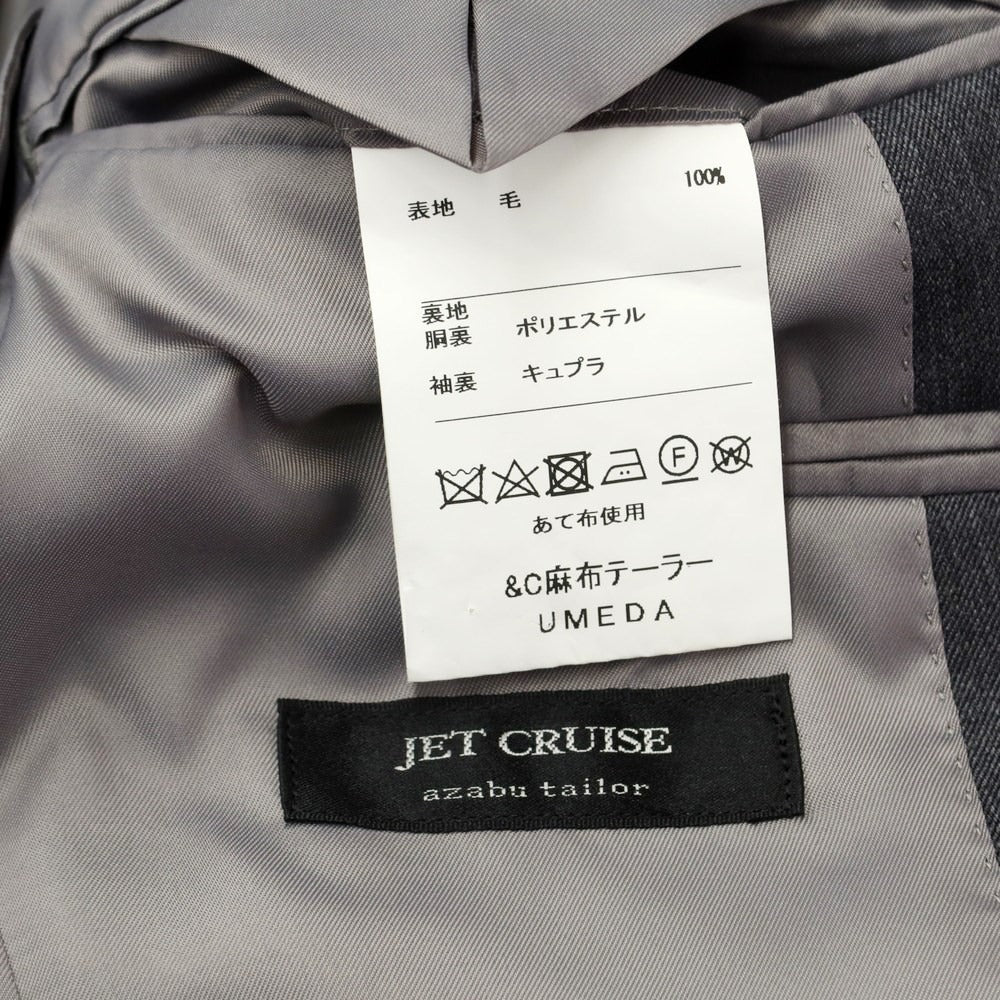 表地 毛 100%
裏地
胴裏 ポリエステル
袖裏 キュプラ
F W
あて布使用
&C麻布テーラー
UMEDA
JET CRUISE
azabu tailor